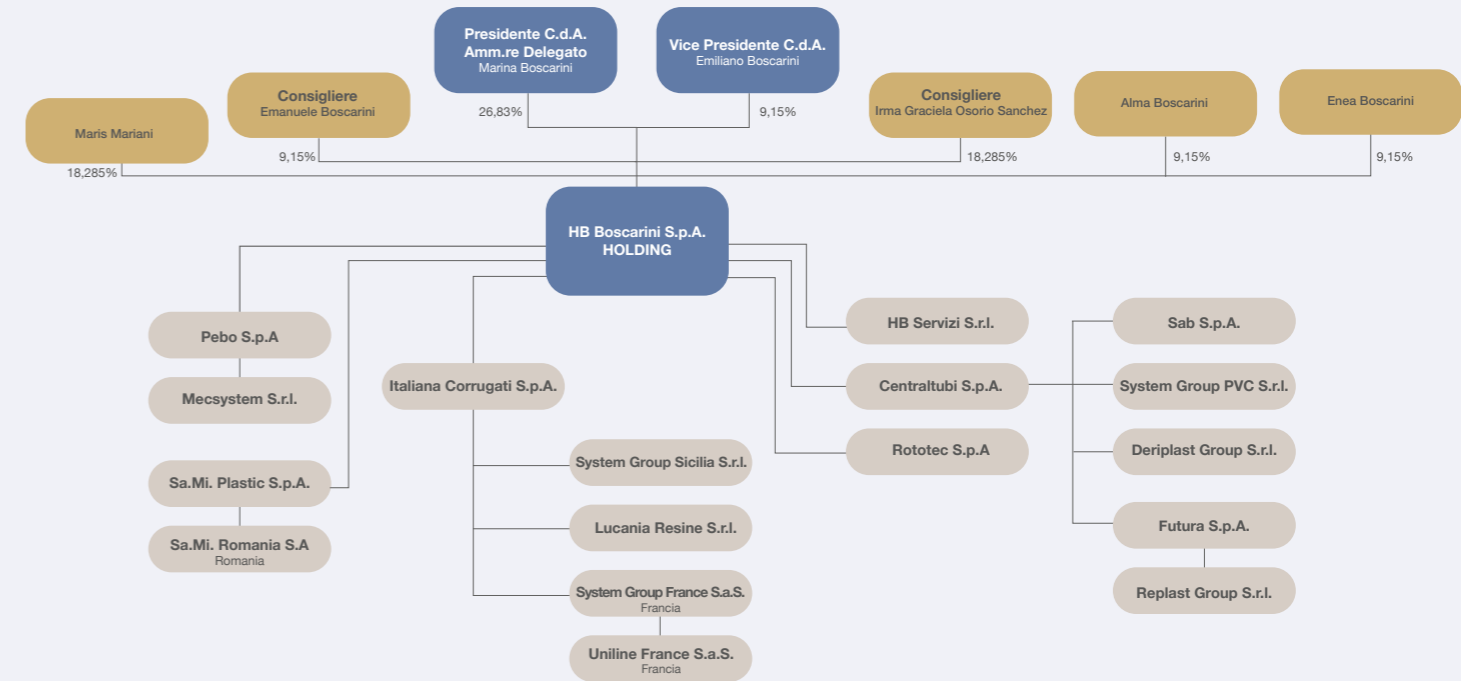 Presidente C.d.A.
Amm.re Delegato
Marina Boscarini
Vice Presidente C.d.A.
Emiliano Boscarini
Maris Mariani
Consigliere
Emanuele Boscarini
Consigliere
Irma Graciela Osorio Sanchez
Alma Boscarini
Enea Boscarini
26,83%
9,15%
18,285%
9,15%
18,285%
9,15%
9,15%
HB Boscarini S.p.A.
HOLDING
Pebo S.p.A
Mecsystem S.r.l.
Sa.Mi. Plastic S.p.A.
Sa.Mi. Romania S.A
Romania
Italiana Corrugati S.p.A.
System Group Sicilia S.r.l.
Lucania Resine S.r.l.
System Group France S.a.S.
Francia
Uniline France S.a.S.
Francia
HB Servizi S.r.l.
Centraltubi S.p.A.
Rototec S.p.A
Sab S.p.A.
System Group PVC S.r.l.
Deriplast Group S.r.l.
Futura S.p.A.
Replast Group S.r.l.